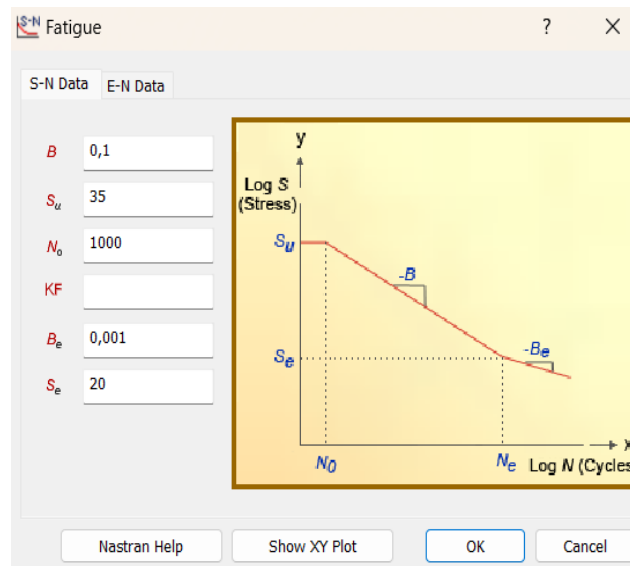 S-N Fatigue ? X
S-N Data E-N Data
B 0,1
Su 35
No 1000
KF
Be 0,001
Se 20
y
Log S
(Stress)
Su
-B
Se
-Be
x
N0 Ne Log N (Cycles
Nastran Help Show XY Plot OK Cancel